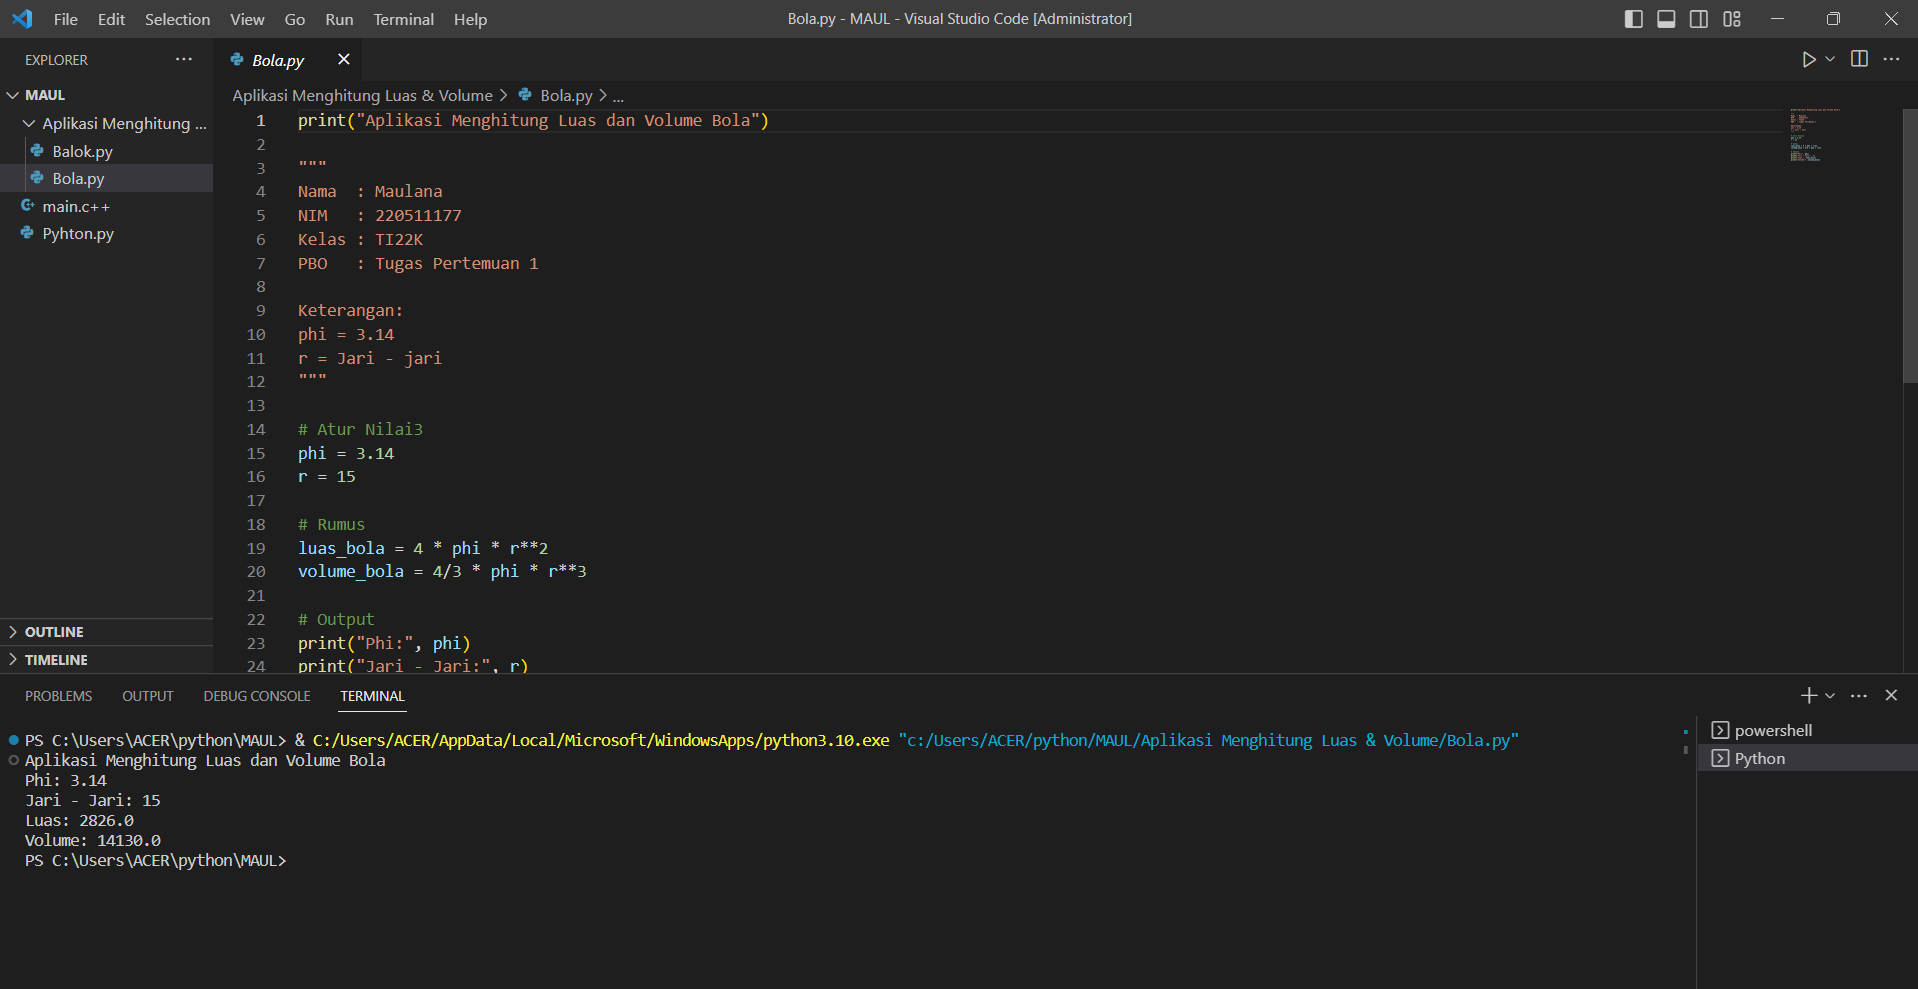 File Edit Selection View Go Run Terminal Help
Bola.py - MAUL - Visual Studio Code [Administrator]
EXPLORER
MAUL
Aplikasi Menghitung ...
Balok.py
Bola.py
main.c++
Pyhton.py
OUTLINE
TIMELINE
Bola.py
Aplikasi Menghitung Luas & Volume > Bola.py > ...
1 print("Aplikasi Menghitung Luas dan Volume Bola")
2
3 """
4 Nama  : Maulana
5 NIM   : 220511177
6 Kelas : TI22K
7 PBO   : Tugas Pertemuan 1
8
9 Keterangan:
10 phi = 3.14
11 r = Jari - jari
12 """
13
14 # Atur Nilai3
15 phi = 3.14
16 r = 15
17
18 # Rumus
19 luas_bola = 4 * phi * r**2
20 volume_bola = 4/3 * phi * r**3
21
22 # Output
23 print("Phi:", phi)
24 print("Jari - Jari:", r)
PROBLEMS OUTPUT DEBUG CONSOLE TERMINAL
PS C:\Users\ACER\python\MAUL> & C:/Users/ACER/AppData/Local/Microsoft/WindowsApps/python3.10.exe "c:/Users/ACER/python/MAUL/Aplikasi Menghitung Luas & Volume/Bola.py"
Aplikasi Menghitung Luas dan Volume Bola
Phi: 3.14
Jari - Jari: 15
Luas: 2826.0
Volume: 14130.0
PS C:\Users\ACER\python\MAUL>
powershell
Python